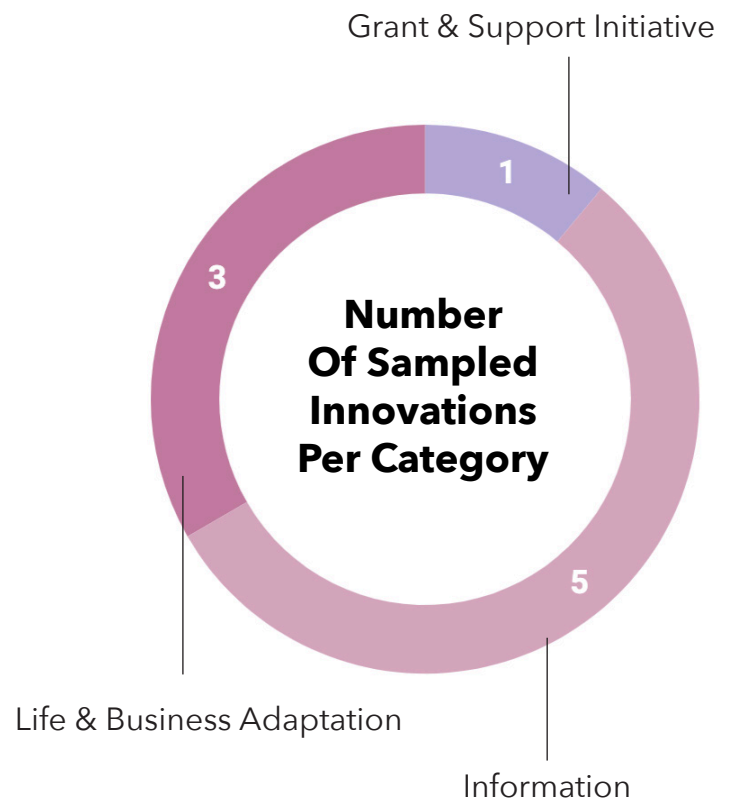 Grant & Support Initiative
1
3
Number
Of Sampled
Innovations
Per Category
5
Life & Business Adaptation
Information